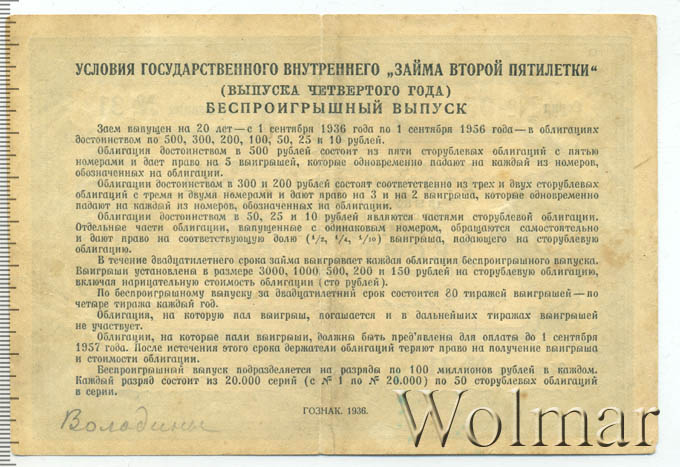 УСЛОВИЯ ГОСУДАРСТВЕННОГО ВНУТРЕННЕГО „ЗАЙМА ВТОРОЙ ПЯТИЛЕТКИ“
(ВЫПУСКА ЧЕТВЕРТОГО ГОДА)
БЕСПРОИГРЫШНЫЙ ВЫПУСК
Заем выпущен на 20 лет—с 1 сентября 1936 года по 1 сентября 1956 года—в облигациях
достоинством по 500, 300, 200, 100, 50, 25 и 10 рублей.
Облигация достоинством в 500 рублей состоит из пяти сторублевых облигаций с пятью
номерами и дает право на 5 выигрышей, которые одновременно падают на каждый из номеров,
обозначенных на облигации.
Облигации достоинством в 300 и 200 рублей состоят соответственно из трех и двух сторублевых
облигаций с тремя и двумя номерами и дают право на 3 и на 2 выигрыша, которые одновременно
падают на каждый из номеров, обозначенных на облигации.
Облигации достоинством в 50, 25 и 10 рублей являются частями сторублевой облигации.
Отдельные части облигации, выпущенные с одинаковым номером, обращаются самостоятельно
и дают право на соответствующую долю (1/2, 1/4, 1/10) выигрыша, падающего на сторублевую
облигацию.
В течение двадцатилетнего срока займа выигрывает каждая облигация беспроигрышного выпуска.
Выигрыши установлены в размере 3000, 1000, 500, 200 и 150 рублей на сторублевую облигацию,
включая нарицательную стоимость облигации (сто рублей).
По беспроигрышному выпуску за двадцатилетний срок состоится 80 тиражей выигрышей—по
четыре тиража каждый год.
Облигация, на которую пал выигрыш, погашается и в дальнейших тиражах выигрышей
не участвует.
Облигации, на которые пали выигрыши, должны быть пред'явлены для оплаты до 1 сентября
1957 года. После истечения этого срока держатели облигаций теряют право на получение выигрыша
и стоимости облигации.
Беспроигрышный выпуск подразделяется на разряды по 100 миллионов рублей в каждом.
Каждый разряд состоит из 20.000 серий (с № 1 по № 20.000) по 50 сторублевых облигаций
в серии.
ГОЗНАК. 1936.
Володины
Wolmar